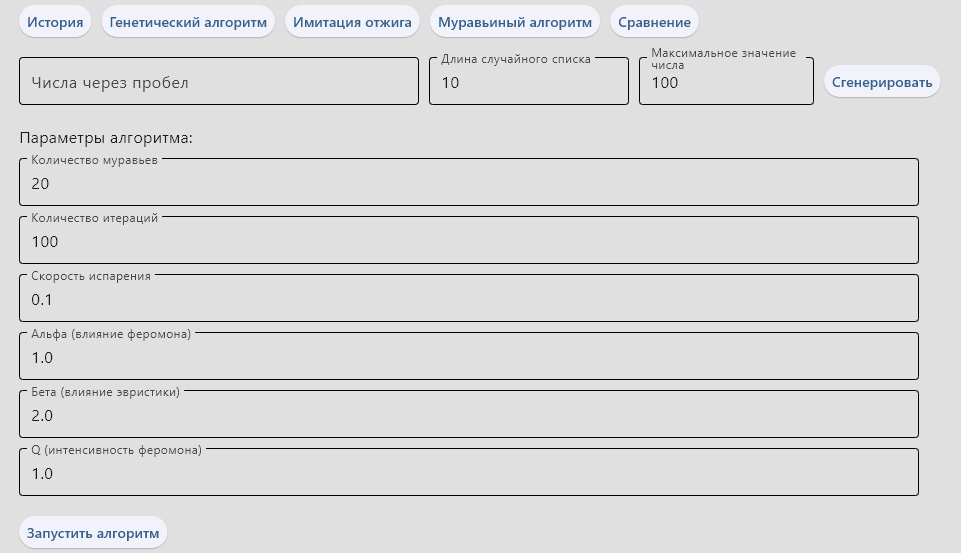 История Генетический алгоритм Имитация отжига Муравьиный алгоритм Сравнение
Числа через пробел
Длина случайного списка
10
Максимальное значение
числа
100
Сгенерировать
Параметры алгоритма:
Количество муравьев
20
Количество итераций
100
Скорость испарения
0.1
Альфа (влияние феромона)
1.0
Бета (влияние эвристики)
2.0
Q (интенсивность феромона)
1.0
Запустить алгоритм